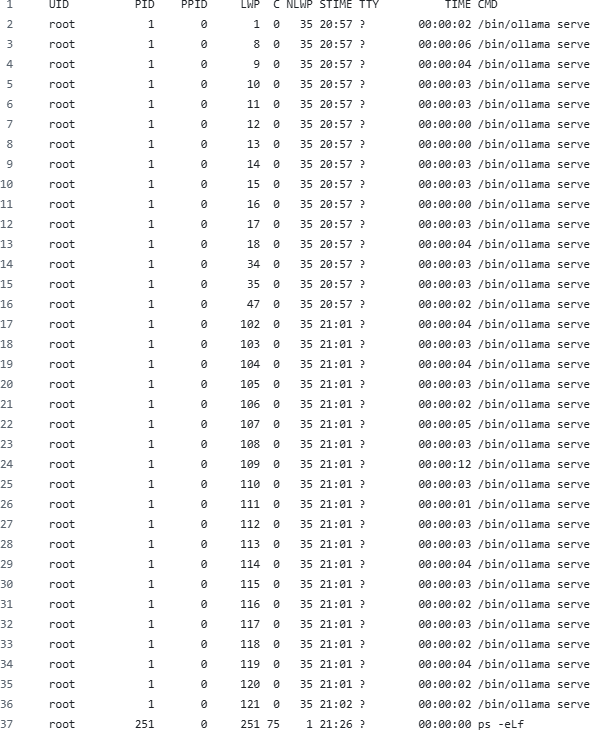 1 UID PID PPID LWP C NLWP STIME TTY TIME CMD
2 root 1 0 1 0 35 20:57 ? 00:00:02 /bin/ollama serve
3 root 1 0 8 0 35 20:57 ? 00:00:06 /bin/ollama serve
4 root 1 0 9 0 35 20:57 ? 00:00:04 /bin/ollama serve
5 root 1 0 10 0 35 20:57 ? 00:00:03 /bin/ollama serve
6 root 1 0 11 0 35 20:57 ? 00:00:03 /bin/ollama serve
7 root 1 0 12 0 35 20:57 ? 00:00:00 /bin/ollama serve
8 root 1 0 13 0 35 20:57 ? 00:00:00 /bin/ollama serve
9 root 1 0 14 0 35 20:57 ? 00:00:03 /bin/ollama serve
10 root 1 0 15 0 35 20:57 ? 00:00:03 /bin/ollama serve
11 root 1 0 16 0 35 20:57 ? 00:00:00 /bin/ollama serve
12 root 1 0 17 0 35 20:57 ? 00:00:03 /bin/ollama serve
13 root 1 0 18 0 35 20:57 ? 00:00:04 /bin/ollama serve
14 root 1 0 34 0 35 20:57 ? 00:00:03 /bin/ollama serve
15 root 1 0 35 0 35 20:57 ? 00:00:03 /bin/ollama serve
16 root 1 0 47 0 35 20:57 ? 00:00:02 /bin/ollama serve
17 root 1 0 102 0 35 21:01 ? 00:00:04 /bin/ollama serve
18 root 1 0 103 0 35 21:01 ? 00:00:03 /bin/ollama serve
19 root 1 0 104 0 35 21:01 ? 00:00:04 /bin/ollama serve
20 root 1 0 105 0 35 21:01 ? 00:00:03 /bin/ollama serve
21 root 1 0 106 0 35 21:01 ? 00:00:02 /bin/ollama serve
22 root 1 0 107 0 35 21:01 ? 00:00:05 /bin/ollama serve
23 root 1 0 108 0 35 21:01 ? 00:00:03 /bin/ollama serve
24 root 1 0 109 0 35 21:01 ? 00:00:12 /bin/ollama serve
25 root 1 0 110 0 35 21:01 ? 00:00:03 /bin/ollama serve
26 root 1 0 111 0 35 21:01 ? 00:00:01 /bin/ollama serve
27 root 1 0 112 0 35 21:01 ? 00:00:03 /bin/ollama serve
28 root 1 0 113 0 35 21:01 ? 00:00:03 /bin/ollama serve
29 root 1 0 114 0 35 21:01 ? 00:00:04 /bin/ollama serve
30 root 1 0 115 0 35 21:01 ? 00:00:03 /bin/ollama serve
31 root 1 0 116 0 35 21:01 ? 00:00:02 /bin/ollama serve
32 root 1 0 117 0 35 21:01 ? 00:00:03 /bin/ollama serve
33 root 1 0 118 0 35 21:01 ? 00:00:02 /bin/ollama serve
34 root 1 0 119 0 35 21:01 ? 00:00:04 /bin/ollama serve
35 root 1 0 120 0 35 21:01 ? 00:00:02 /bin/ollama serve
36 root 1 0 121 0 35 21:02 ? 00:00:02 /bin/ollama serve
37 root 251 0 251 75 1 21:26 ? 00:00:00 ps -eLf